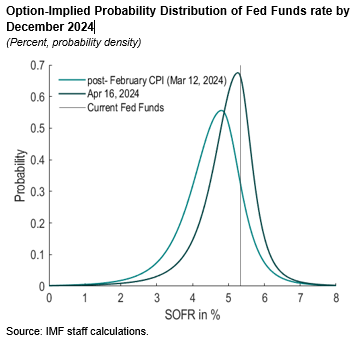 Option-Implied Probability Distribution of Fed Funds rate by
December 2024
(Percent, probability density)
0.7
post- February CPI (Mar 12, 2024)
Apr 16, 2024
Current Fed Funds
0.6
0.5
0.4
0.3
0.2
0.1
0
Probability
0 1 2 3 4 5 6 7 8
SOFR in %
Source: IMF staff calculations.